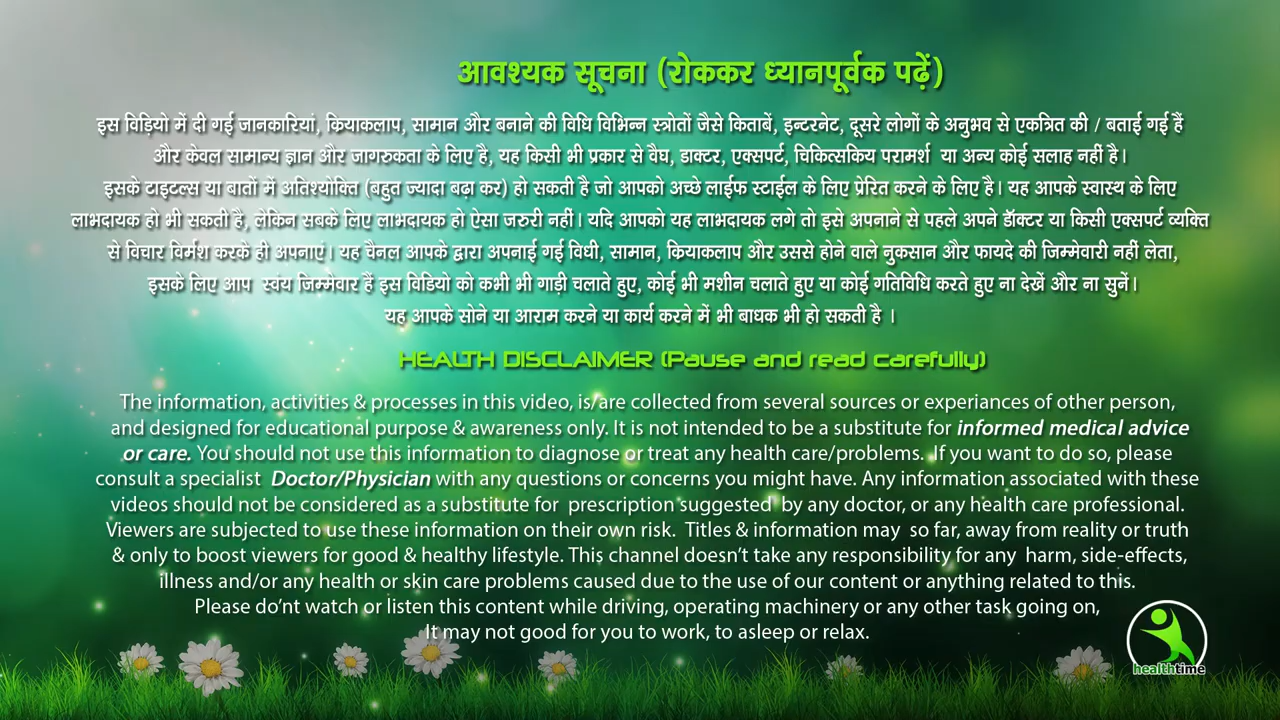 आवश्यक सूचना (रोककर ध्यानपूर्वक पढ़ें)
इस विड़ियो में दी गई जानकारियां, क्रियाकलाप, सामान और बनाने की विधि विभिन्न स्त्रोतों जैसे किताबें, इन्टरनेट, दूसरे लोगों के अनुभव से एकत्रित की / बताई गई हैं
और केवल सामान्य ज्ञान और जागरुकता के लिए है, यह किसी भी प्रकार से वैघ, डाक्टर, एक्सपर्ट, चिकित्सकिय परामर्श या अन्य कोई सलाह नहीं है।
इसके टाइटल्स या बातों में अतिश्योक्ति (बहुत ज्यादा बढ़ा कर) हो सकती है जो आपको अच्छे लाईफ स्टाईल के लिए प्रेरित करने के लिए है। यह आपके स्वास्थ के लिए
लाभदायक हो भी सकती है, लेकिन सबके लिए लाभदायक हो ऐसा जरुरी नहीं। यदि आपको यह लाभदायक लगे तो इसे अपनाने से पहले अपने डॉक्टर या किसी एक्सपर्ट व्यक्ति
से विचार विर्मश करके ही अपनाएं। यह चैनल आपके द्वारा अपनाई गई विधी, सामान, क्रियाकलाप और उससे होने वाले नुकसान और फायदे की जिम्मेवारी नहीं लेता,
इसके लिए आप स्वंय जिम्मेवार हैं इस विडियो को कभी भी गाड़ी चलाते हुए, कोई भी मशीन चलाते हुए या कोई गतिविधि करते हुए ना देखें और ना सुनें।
यह आपके सोने या आराम करने या कार्य करने में भी बाधक भी हो सकती है ।
HEALTH DISCLAIMER (Pause and read carefully)
The information, activities & processes in this video, is/are collected from several sources or experiances of other person,
and designed for educational purpose & awareness only. It is not intended to be a substitute for informed medical advice
or care. You should not use this information to diagnose or treat any health care/problems. If you want to do so, please
consult a specialist Doctor/Physician with any questions or concerns you might have. Any information associated with these
videos should not be considered as a substitute for prescription suggested by any doctor, or any health care professional.
Viewers are subjected to use these information on their own risk. Titles & information may so far, away from reality or truth
& only to boost viewers for good & healthy lifestyle. This channel doesn't take any responsibility for any harm, side-effects,
illness and/or any health or skin care problems caused due to the use of our content or anything related to this.
Please do'nt watch or listen this content while driving, operating machinery or any other task going on,
It may not good for you to work, to asleep or relax.
healthtime